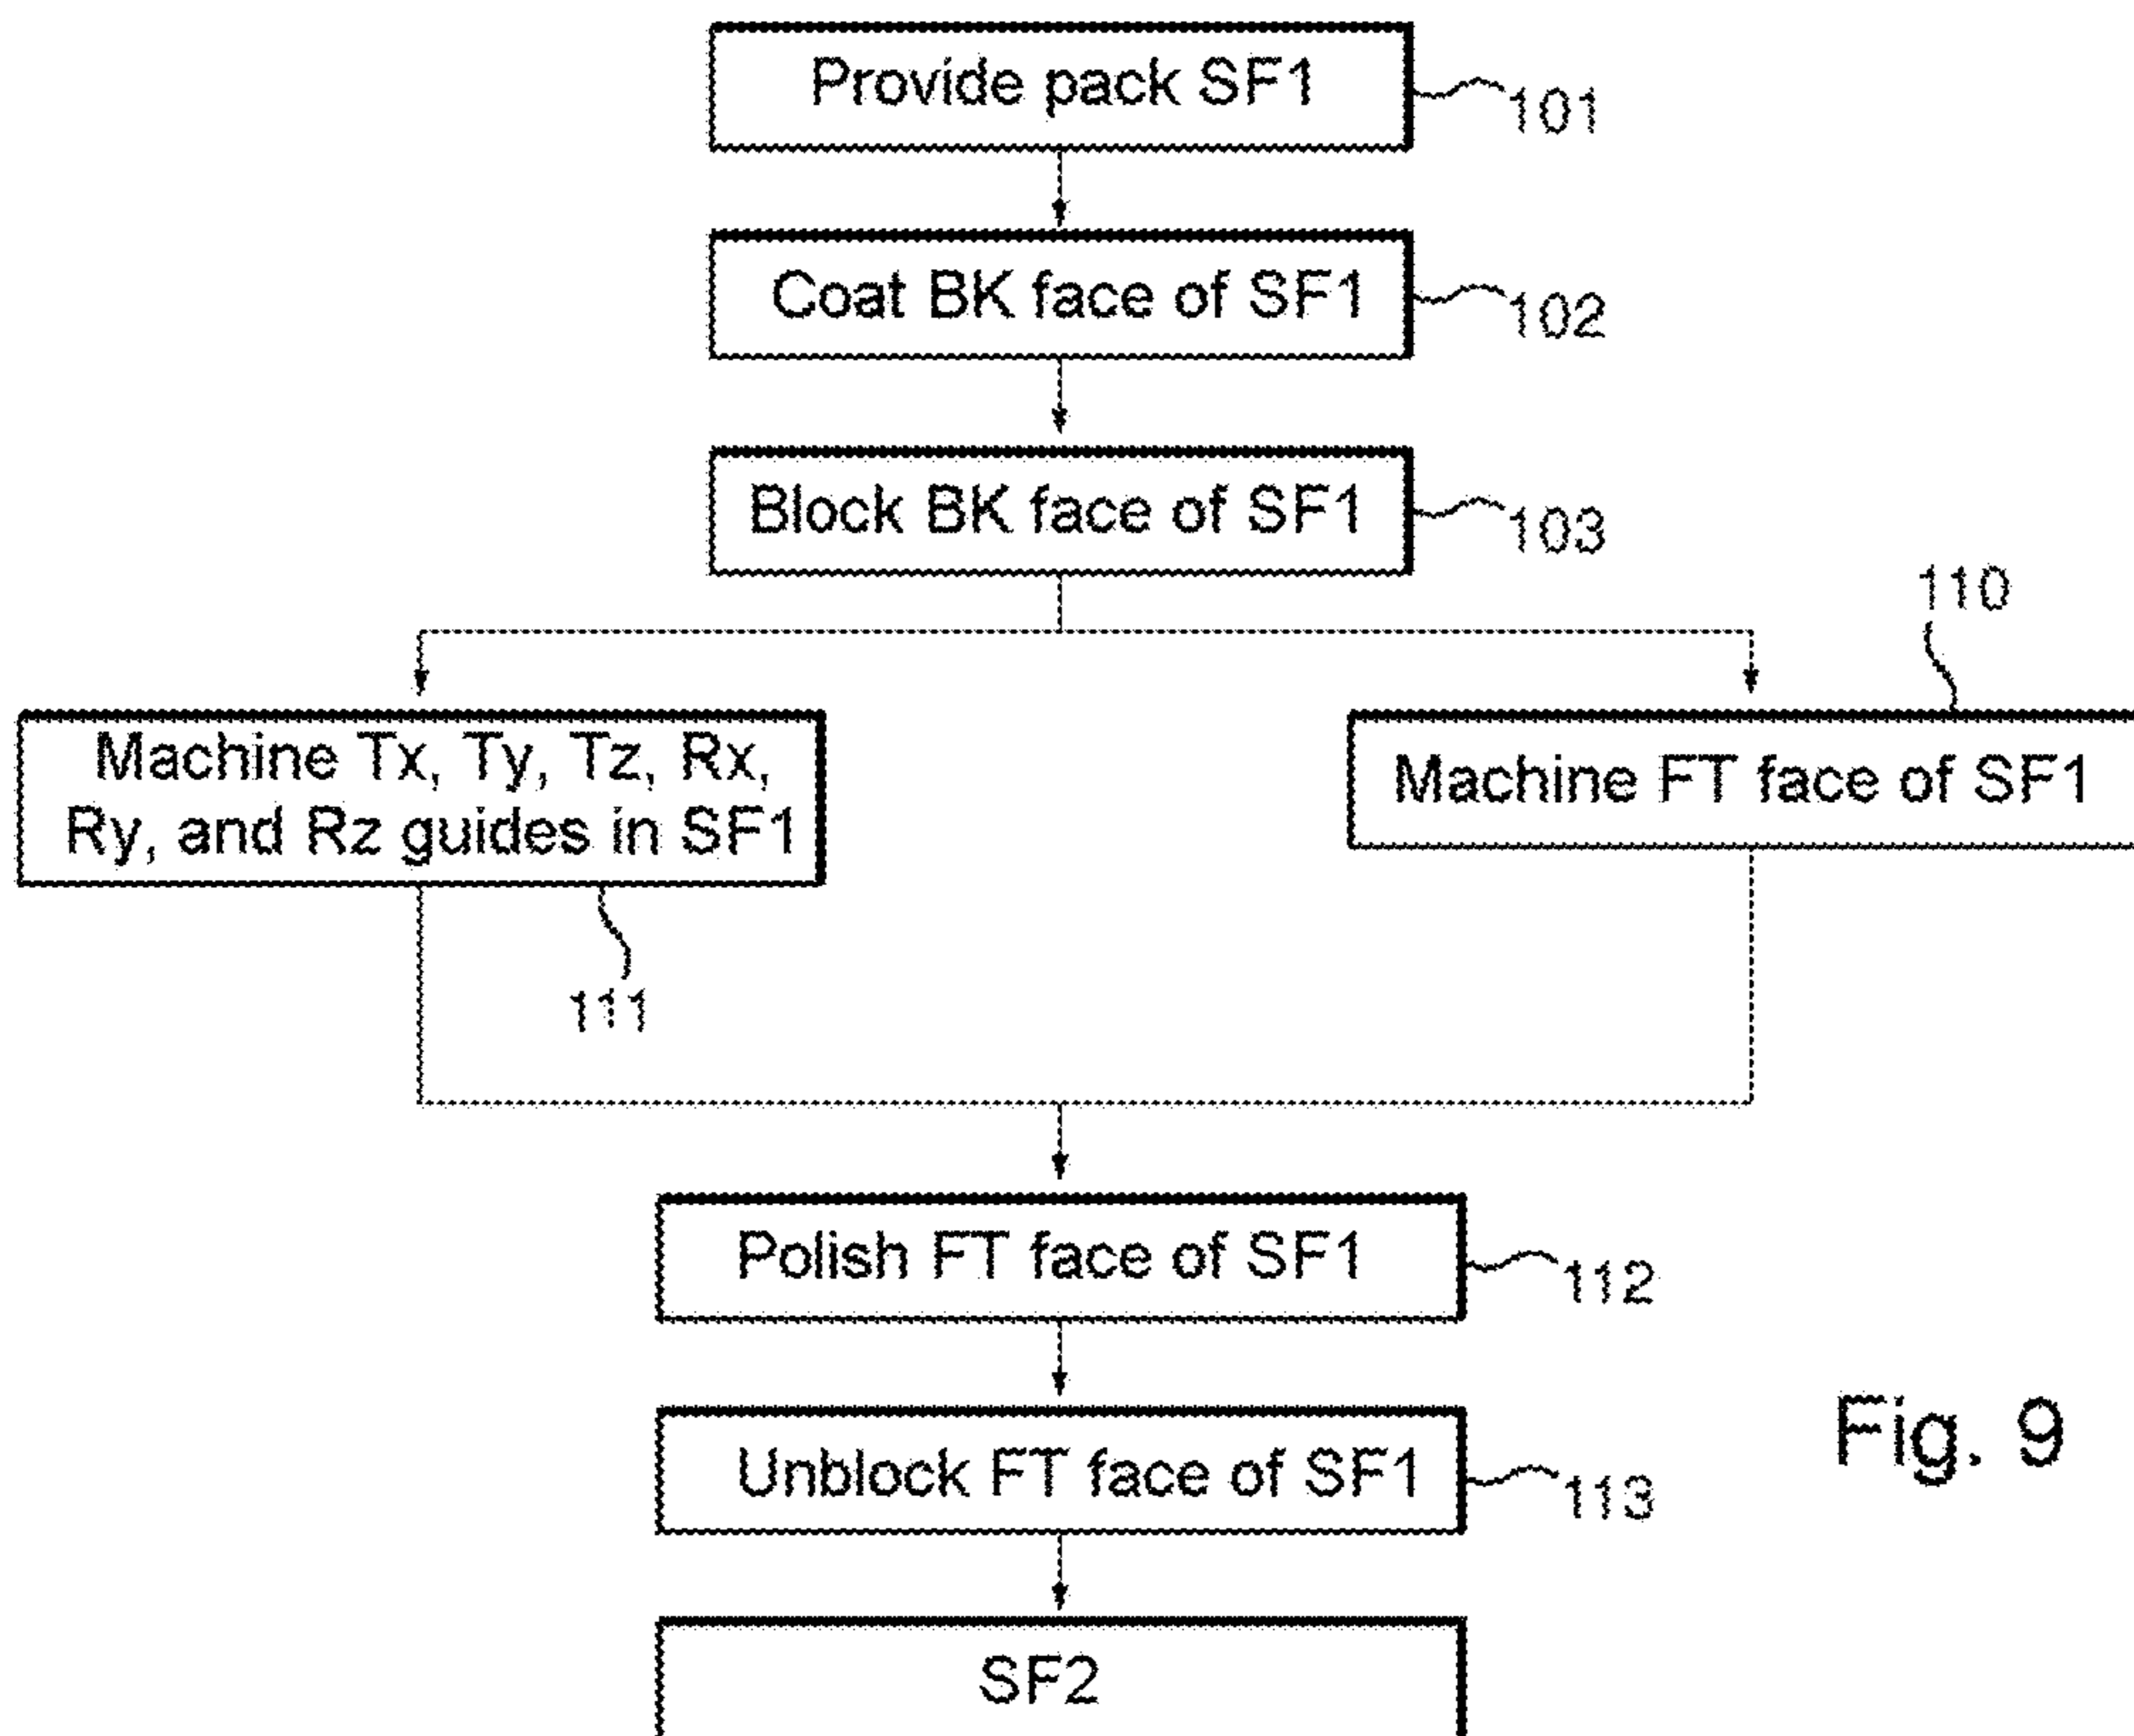 Provide pack SF1
101
Coat BK face of SF1
102
Block BK face of SF1
103
110
Machine Tx, Ty, Tz, Rx,
Ry, and Rz guides in SF1
Machine FT face of SF1
111
Polish FT face of SF1
112
Unblock FT face of SF1
113
Fig. 9
SF2